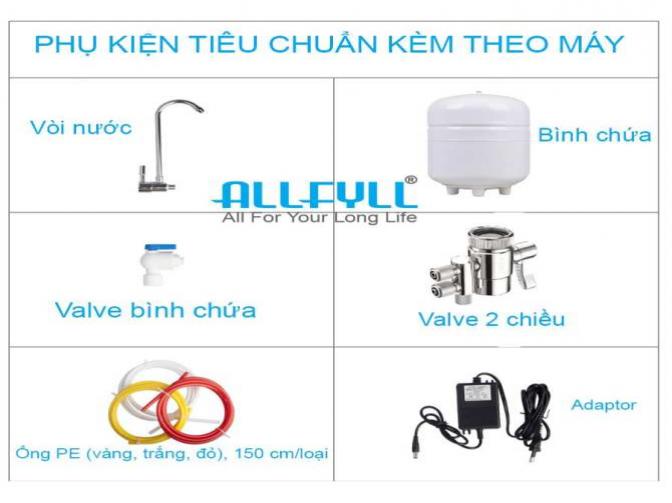 PHỤ KIỆN TIÊU CHUẨN KÈM THEO MÁY
Vòi nước
Bình chứa
ALLFYLL®
All For Your Long Life
Valve bình chứa
Valve 2 chiều
Ống PE (vàng, trắng, đỏ), 150 cm/loại
Adaptor